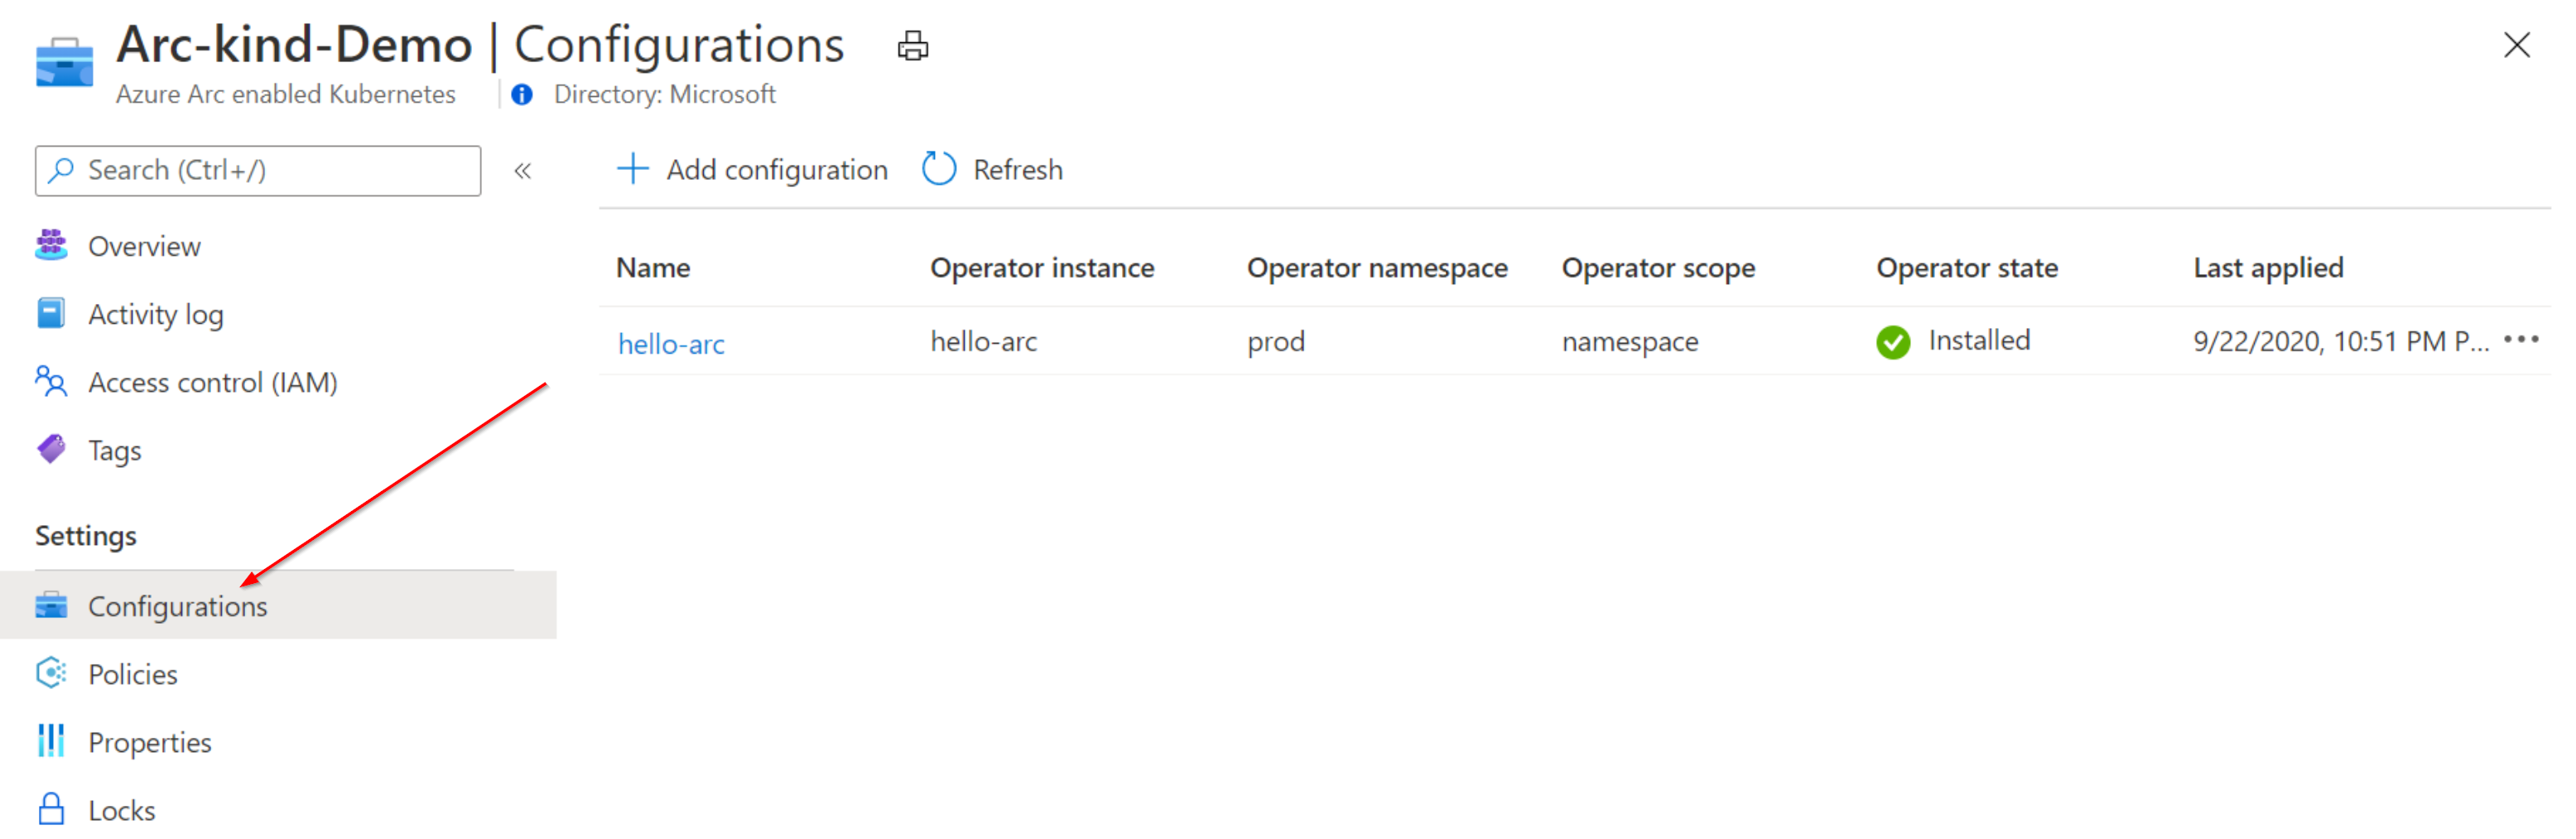 Arc-kind-Demo | Configurations
Azure Arc enabled Kubernetes
Directory: Microsoft
Search (Ctrl+/)
Overview
Activity log
Access control (IAM)
Tags
Settings
Configurations
Policies
Properties
Locks
Add configuration Refresh
Name Operator instance Operator namespace Operator scope Operator state Last applied
hello-arc hello-arc prod namespace Installed 9/22/2020, 10:51 PM P...